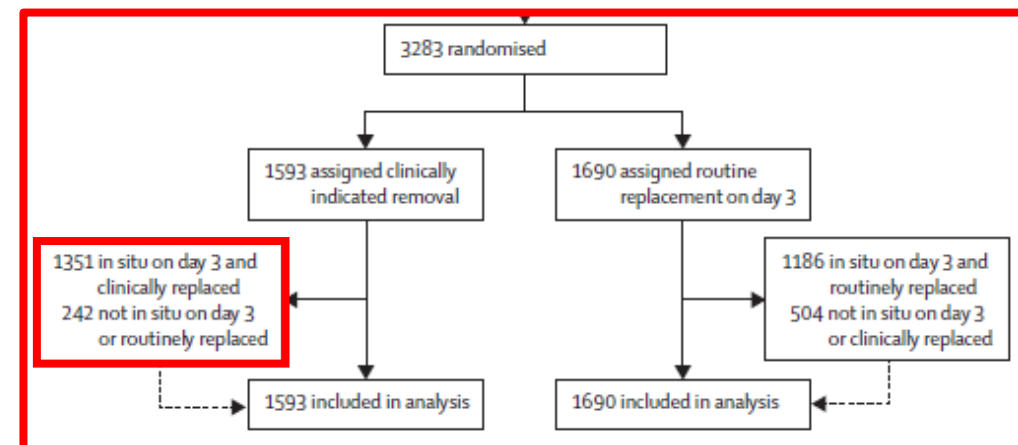 3283 randomised
1593 assigned clinically
indicated removal
1690 assigned routine
replacement on day 3
1351 in situ on day 3 and
clinically replaced
242 not in situ on day 3
or routinely replaced
1186 in situ on day 3 and
routinely replaced
504 not in situ on day 3
or clinically replaced
1593 included in analysis
1690 included in analysis